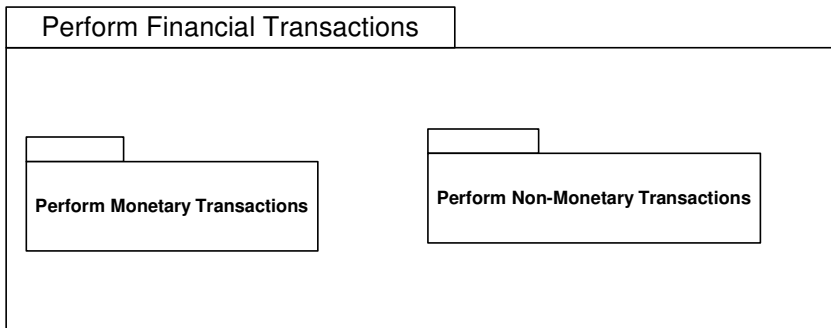 Perform Financial Transactions
Perform Monetary Transactions
Perform Non-Monetary Transactions